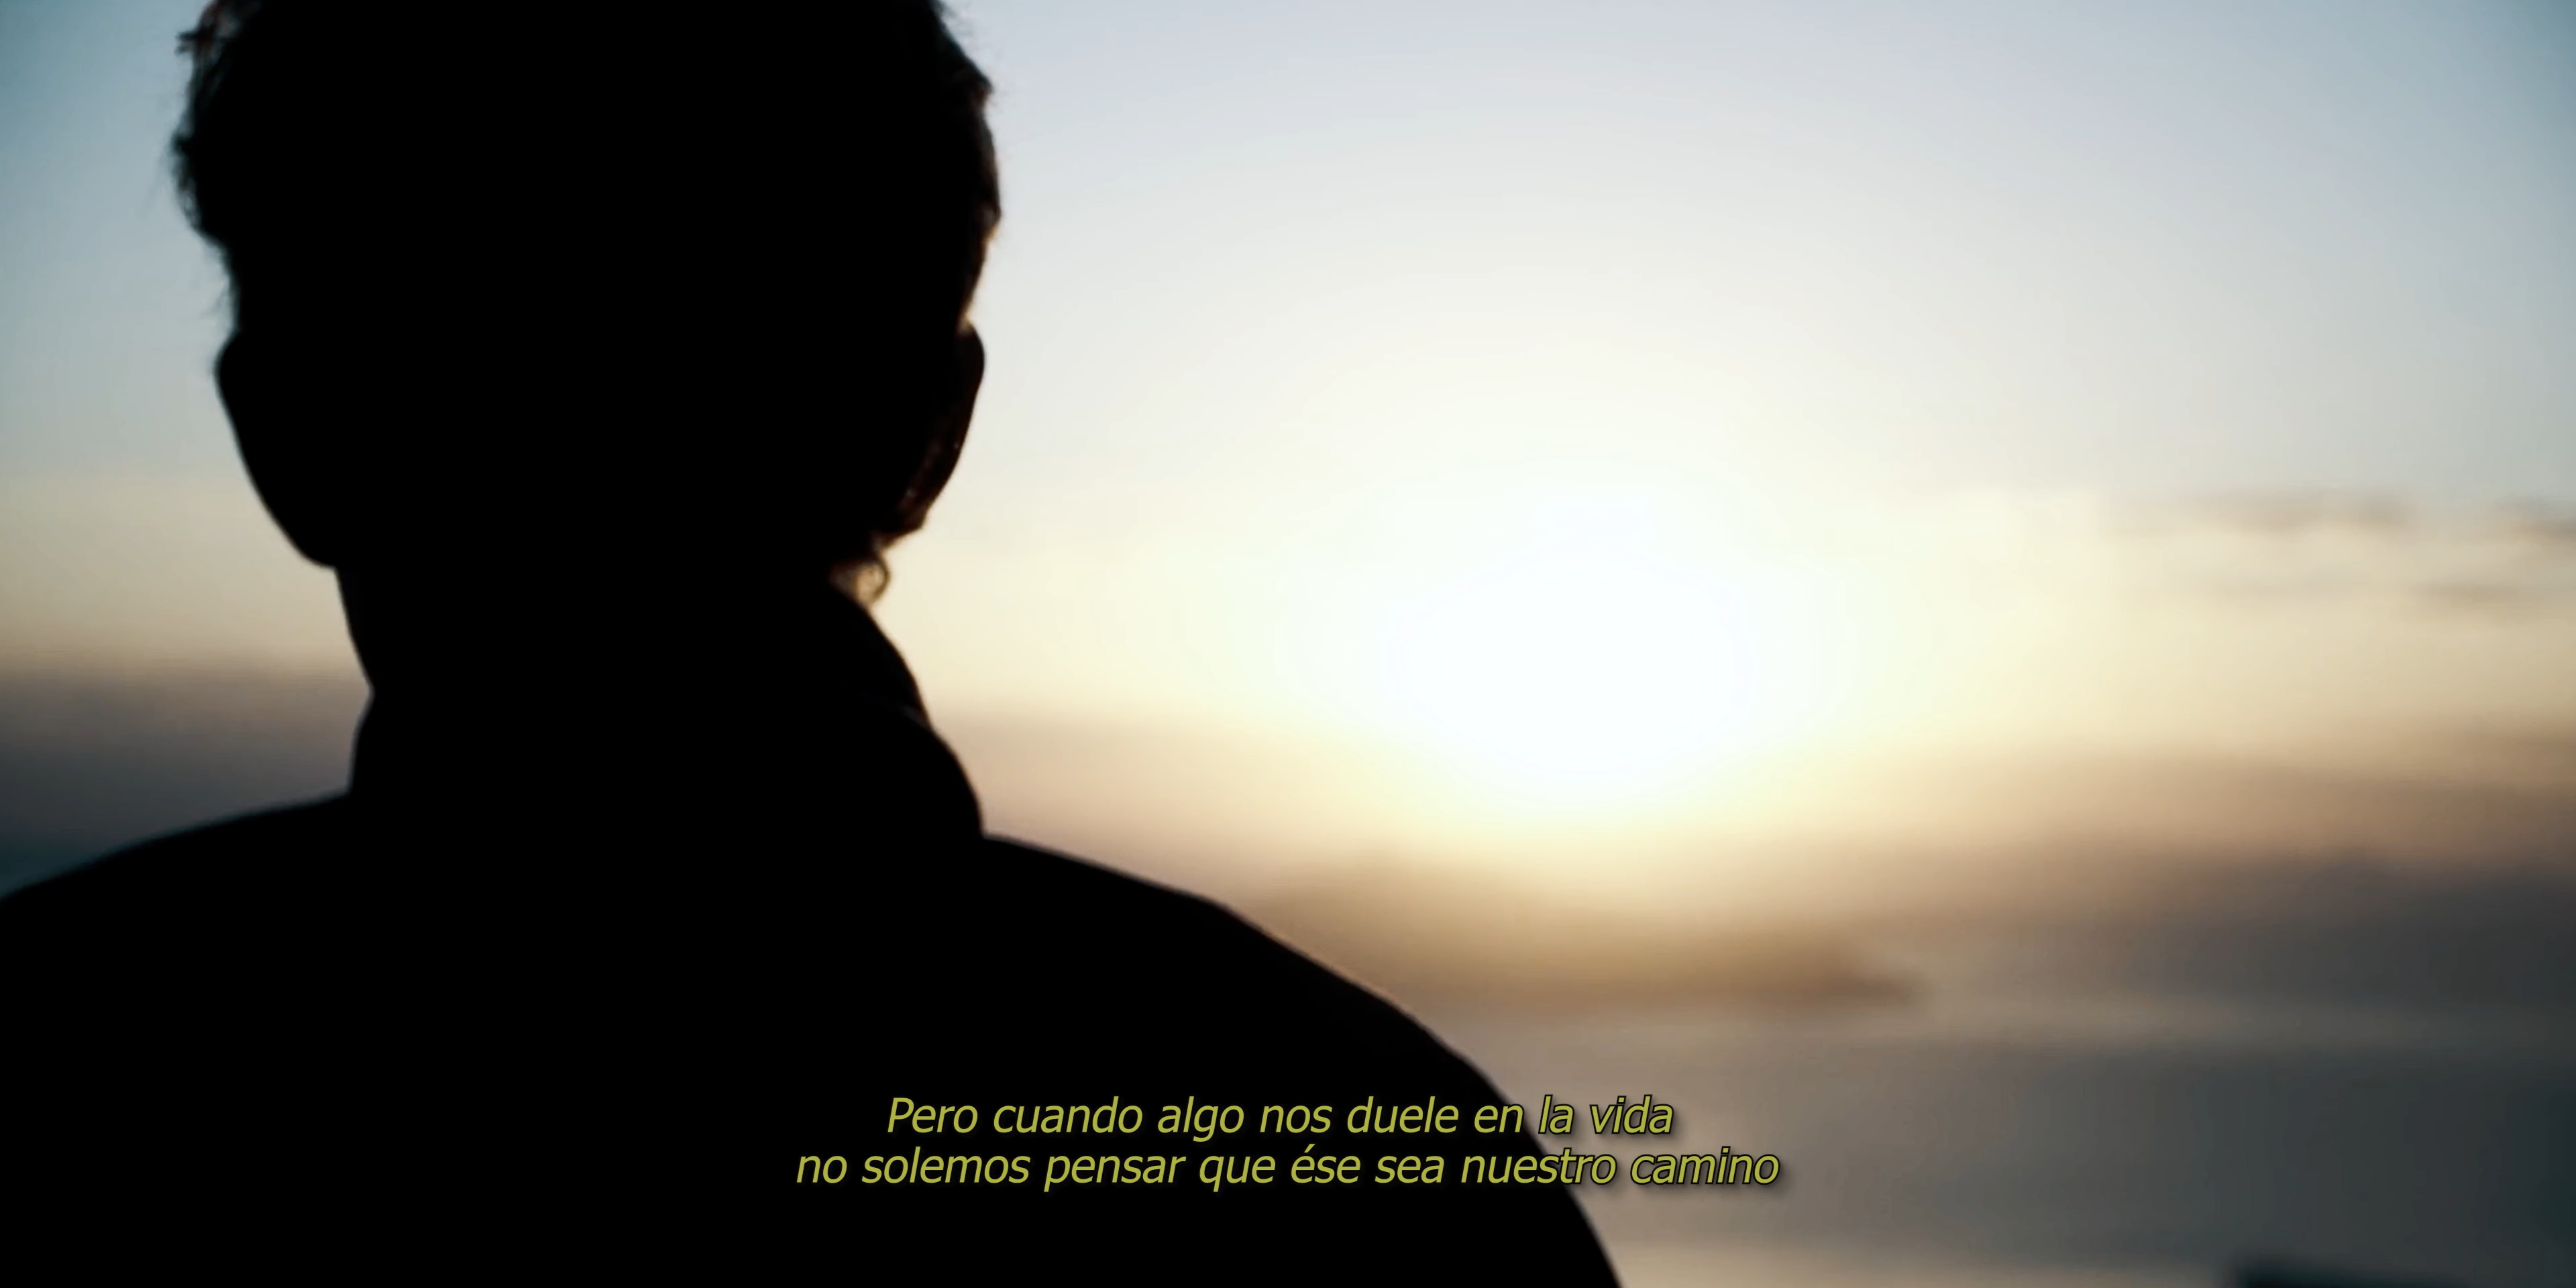 Pero cuando algo nos duele en la vida
no solemos pensar que ése sea nuestro camino